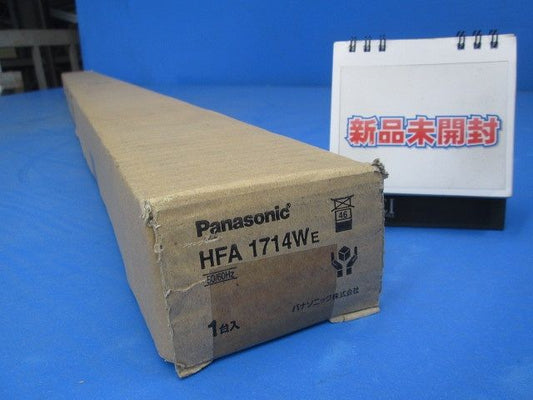 新品未開封
Panasonic
46
HFA 1714WE
50/60Hz
1台入
パナソニック株式会社